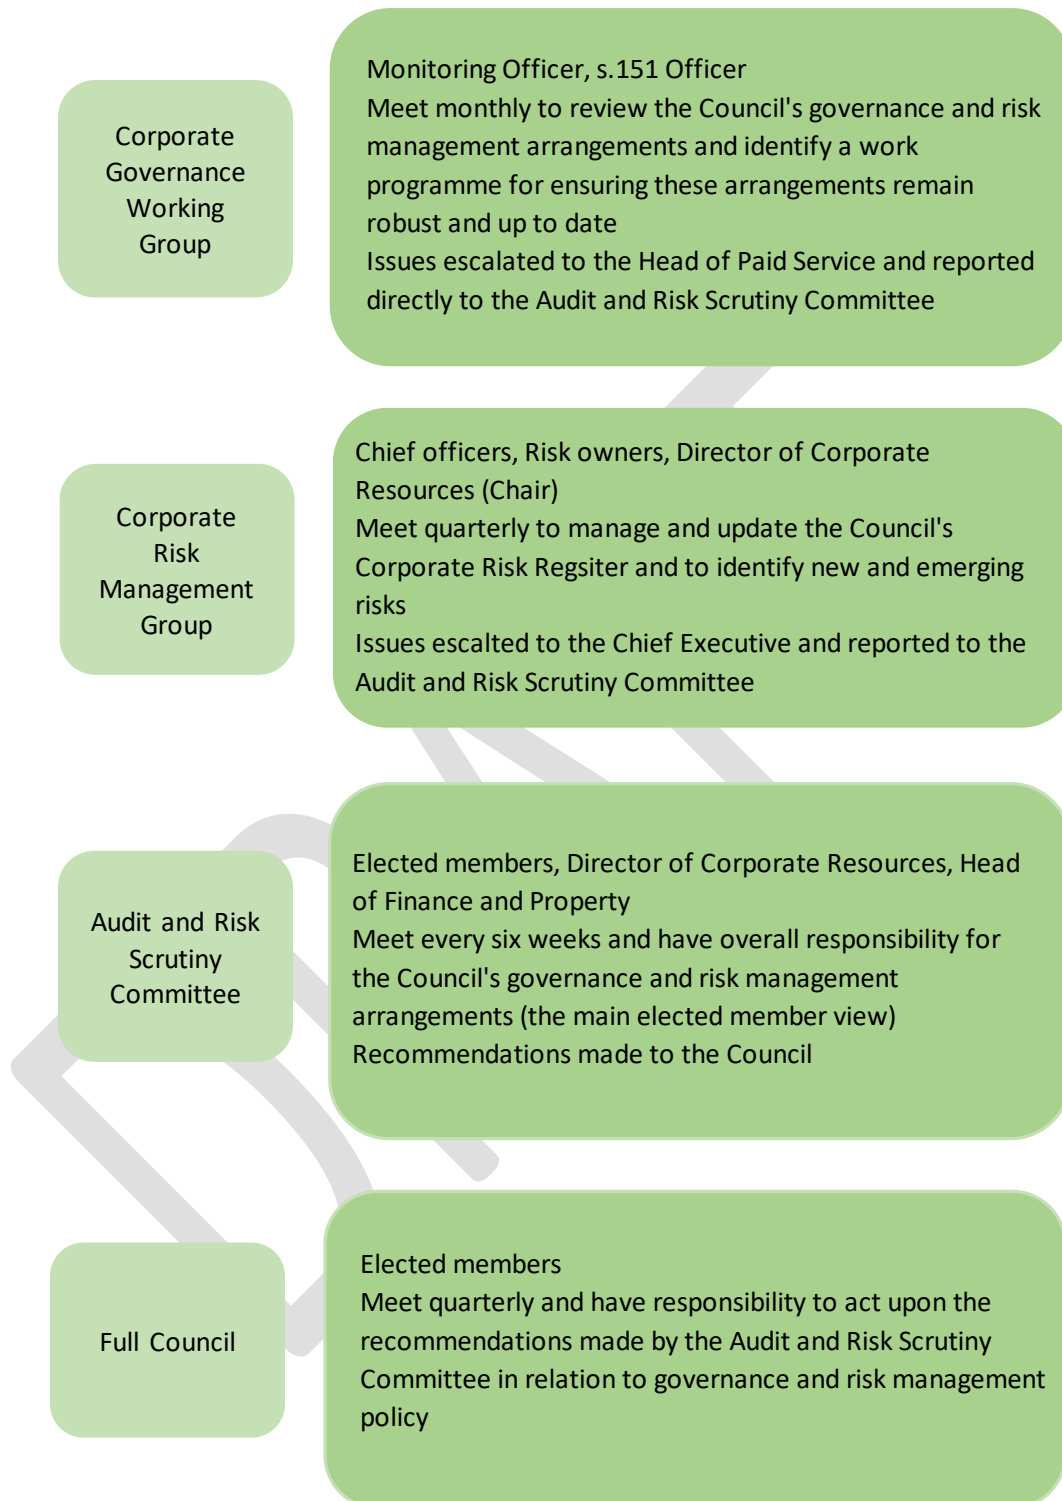 Corporate
Governance
Working
Group
Monitoring Officer, s.151 Officer
Meet monthly to review the Council's governance and risk
management arrangements and identify a work
programme for ensuring these arrangements remain
robust and up to date
Issues escalated to the Head of Paid Service and reported
directly to the Audit and Risk Scrutiny Committee
Corporate
Risk
Management
Group
Chief officers, Risk owners, Director of Corporate
Resources (Chair)
Meet quarterly to manage and update the Council's
Corporate Risk Regsiter and to identify new and emerging
risks
Issues escalted to the Chief Executive and reported to the
Audit and Risk Scrutiny Committee
Audit and Risk
Scrutiny
Committee
Elected members, Director of Corporate Resources, Head
of Finance and Property
Meet every six weeks and have overall responsibility for
the Council's governance and risk management
arrangements (the main elected member view)
Recommendations made to the Council
Full Council
Elected members
Meet quarterly and have responsibility to act upon the
recommendations made by the Audit and Risk Scrutiny
Committee in relation to governance and risk management
policy